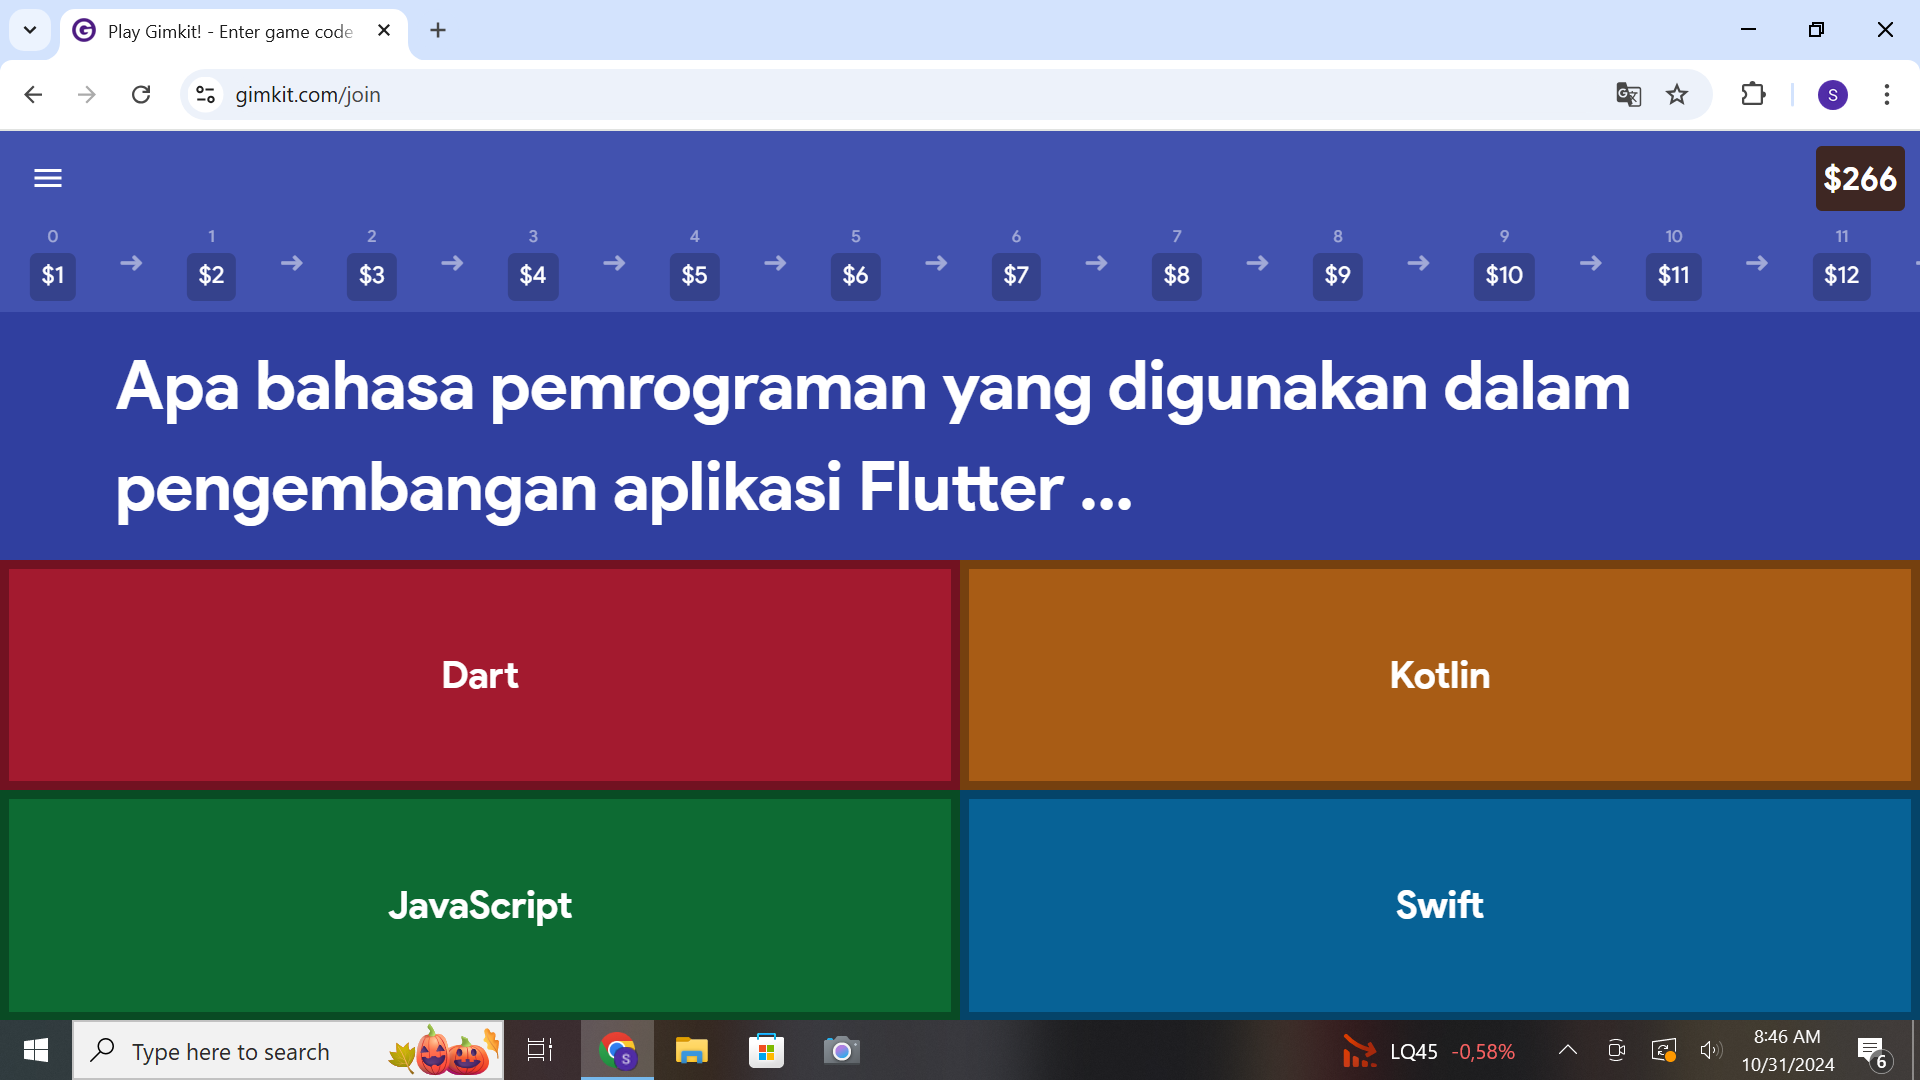 Play Gimkit! - Enter game code
gimkit.com/join
S
$266
0 1 2 3 4 5 6 7 8 9 10 11
$1 $2 $3 $4 $5 $6 $7 $8 $9 $10 $11 $12
Apa bahasa pemrograman yang digunakan dalam
pengembangan aplikasi Flutter ...
Dart
Kotlin
JavaScript
Swift
Type here to search
S
LQ45 -0,58%
8:46 AM
10/31/2024
6